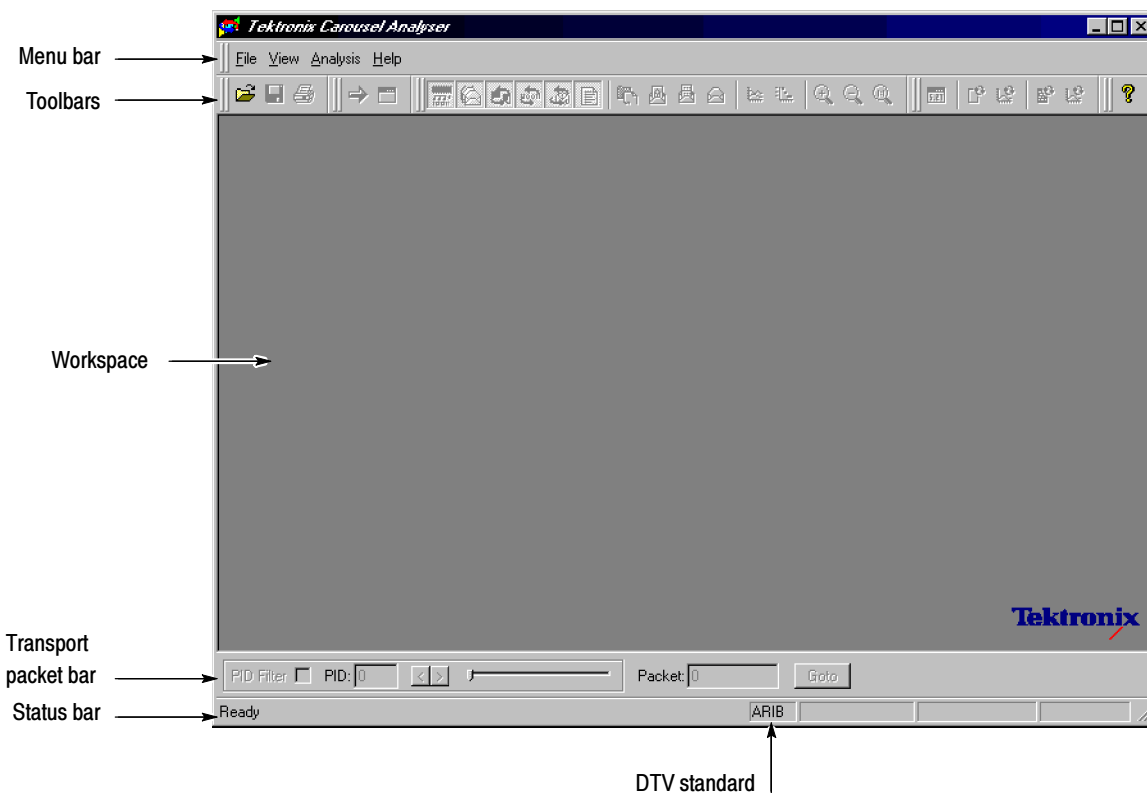 Tektronix Carousel Analyser
Menu bar
File View Analysis Help
Toolbars
Workspace
Tektronix
Transport
packet bar
PID Filter PID: 0 < > Packet: 0 Goto
Status bar
Ready ARIB
DTV standard